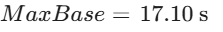 MaxBase = 17.10 s